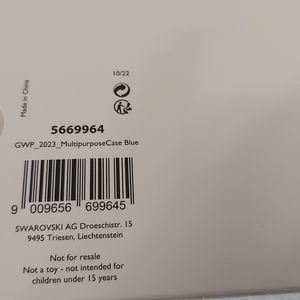 10/22
Made in China
5669964
GWP_2023_MultipurposeCase Blue
9 009656 699645
SWAROVSKI AG Droeschistr. 15
9495 Triesen, Liechtenstein
Not for resale
Not a toy - not intended for
children under 15 years